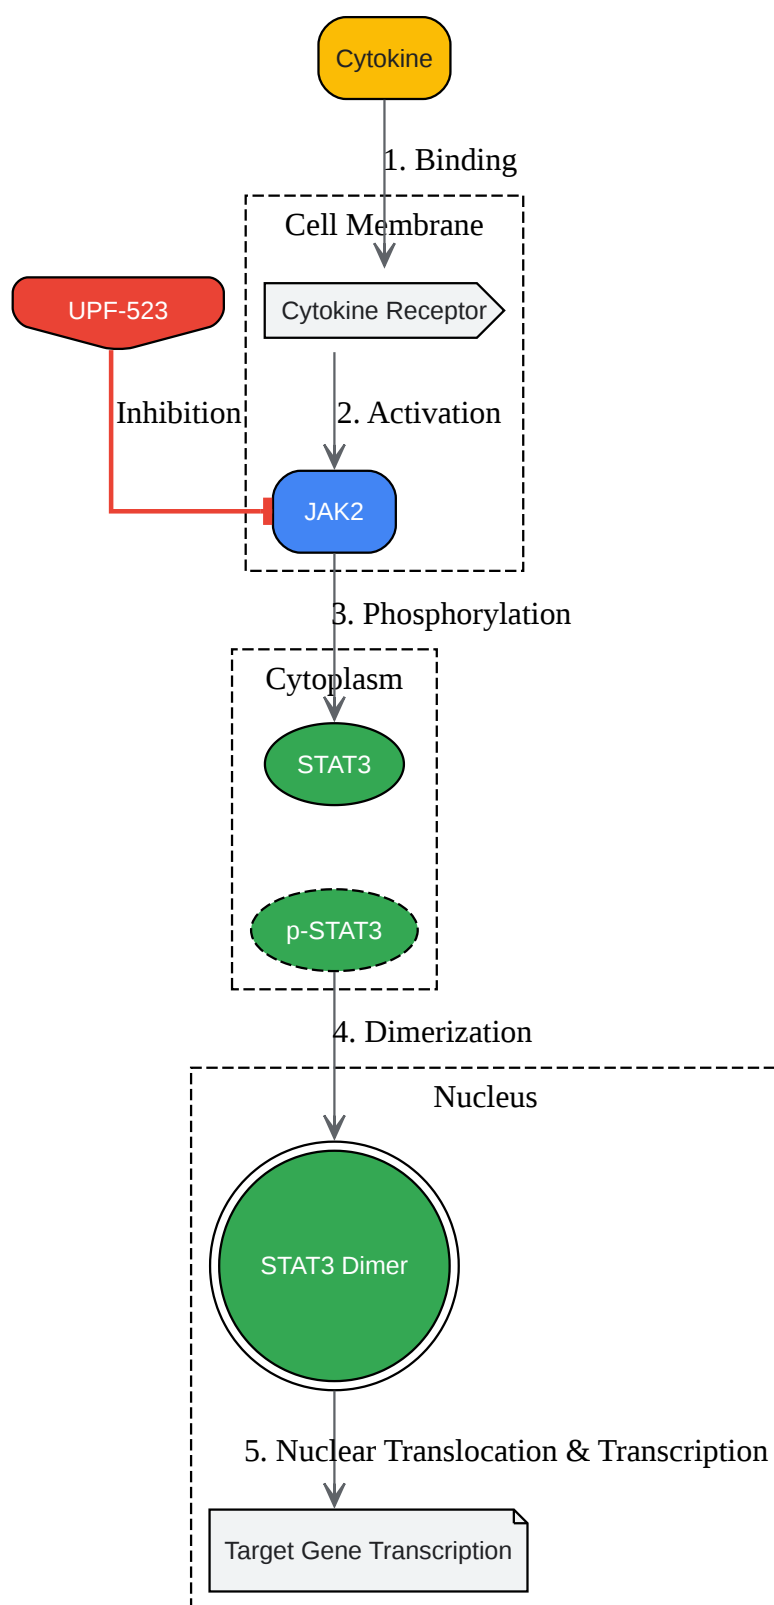 Cytokine
1. Binding
Cell Membrane
UPF-523
Cytokine Receptor
Inhibition
2. Activation
JAK2
3. Phosphorylation
Cytoplasm
STAT3
p-STAT3
4. Dimerization
Nucleus
STAT3 Dimer
5. Nuclear Translocation & Transcription
Target Gene Transcription